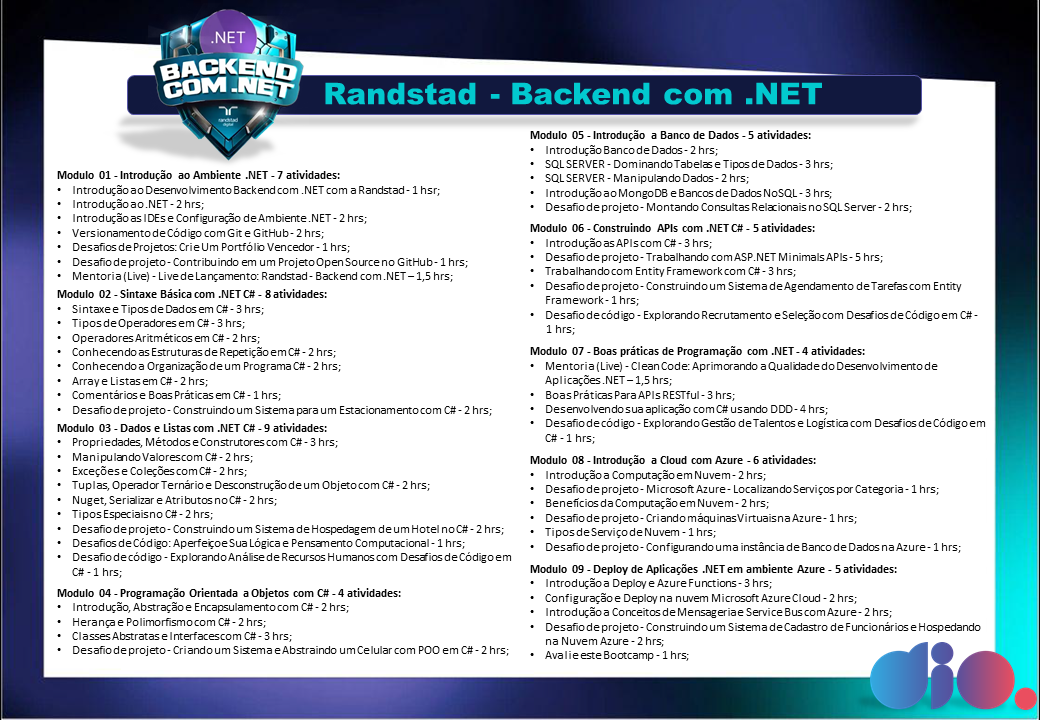 .NET
BACKEND
COM .NET
randstad
digital
Randstad - Backend com .NET
Modulo 01 - Introdução ao Ambiente .NET - 7 atividades:
• Introdução ao Desenvolvimento Backend com .NET com a Randstad - 1 hsr;
• Introdução ao .NET - 2 hrs;
• Introdução as IDEs e Configuração de Ambiente .NET - 2 hrs;
• Versionamento de Código com Git e GitHub - 2 hrs;
• Desafios de Projetos: Crie Um Portfólio Vencedor - 1 hrs;
• Desafio de projeto - Contribuindo em um Projeto Open Source no GitHub - 1 hrs;
• Mentoria (Live) - Live de Lançamento: Randstad - Backend com .NET – 1,5 hrs;
Modulo 02 - Sintaxe Básica com .NET C# - 8 atividades:
• Sintaxe e Tipos de Dados em C# - 3 hrs;
• Tipos de Operadores em C# - 3 hrs;
• Operadores Aritméticos em C# - 2 hrs;
• Conhecendo as Estruturas de Repetição em C# - 2 hrs;
• Conhecendo a Organização de um Programa C# - 2 hrs;
• Array e Listas em C# - 2 hrs;
• Comentários e Boas Práticas em C# - 1 hrs;
• Desafio de projeto - Construindo um Sistema para um Estacionamento com C# - 2 hrs;
Modulo 03 - Dados e Listas com .NET C# - 9 atividades:
• Propriedades, Métodos e Construtores com C# - 3 hrs;
• Manipulando Valores com C# - 2 hrs;
• Exceções e Coleções com C# - 2 hrs;
• Tuplas, Operador Ternário e Desconstrução de um Objeto com C# - 2 hrs;
• Nuget, Serializar e Atributos no C# - 2 hrs;
• Tipos Especiais no C# - 2 hrs;
• Desafio de projeto - Construindo um Sistema de Hospedagem de um Hotel no C# - 2 hrs;
• Desafios de Código: Aperfeiçoe Sua Lógica e Pensamento Computacional - 1 hrs;
• Desafio de código - Explorando Análise de Recursos Humanos com Desafios de Código em
C# - 1 hrs;
Modulo 04 - Programação Orientada a Objetos com C# - 4 atividades:
• Introdução, Abstração e Encapsulamento com C# - 2 hrs;
• Herança e Polimorfismo com C# - 2 hrs;
• Classes Abstratas e Interfaces com C# - 3 hrs;
• Desafio de projeto - Criando um Sistema e Abstraindo um Celular com POO em C# - 2 hrs;
Modulo 05 - Introdução a Banco de Dados - 5 atividades:
• Introdução Banco de Dados - 2 hrs;
• SQL SERVER - Dominando Tabelas e Tipos de Dados - 3 hrs;
• SQL SERVER - Manipulando Dados - 2 hrs;
• Introdução ao MongoDB e Bancos de Dados NoSQL - 3 hrs;
• Desafio de projeto - Montando Consultas Relacionais no SQL Server - 2 hrs;
Modulo 06 - Construindo APIs com .NET C# - 5 atividades:
• Introdução as APIs com C# - 3 hrs;
• Desafio de projeto - Trabalhando com ASP.NET Minimals APIs - 5 hrs;
• Trabalhando com Entity Framework com C# - 3 hrs;
• Desafio de projeto - Construindo um Sistema de Agendamento de Tarefas com Entity
Framework - 1 hrs;
• Desafio de código - Explorando Recrutamento e Seleção com Desafios de Código em C# -
1 hrs;
Modulo 07 - Boas práticas de Programação com .NET - 4 atividades:
• Mentoria (Live) - Clean Code: Aprimorando a Qualidade do Desenvolvimento de
Aplicações .NET – 1,5 hrs;
• Boas Práticas Para APIs RESTful - 3 hrs;
• Desenvolvendo sua aplicação com C# usando DDD - 4 hrs;
• Desafio de código - Explorando Gestão de Talentos e Logística com Desafios de Código em
C# - 1 hrs;
Modulo 08 - Introdução a Cloud com Azure - 6 atividades:
• Introdução a Computação em Nuvem - 2 hrs;
• Desafio de projeto - Microsoft Azure - Localizando Serviços por Categoria - 1 hrs;
• Benefícios da Computação em Nuvem - 2 hrs;
• Desafio de projeto - Criando máquinas Virtuais na Azure - 1 hrs;
• Tipos de Serviço de Nuvem - 1 hrs;
• Desafio de projeto - Configurando uma instância de Banco de Dados na Azure - 1 hrs;
Modulo 09 - Deploy de Aplicações .NET em ambiente Azure - 5 atividades:
• Introdução a Deploy e Azure Functions - 3 hrs;
• Configuração e Deploy na nuvem Microsoft Azure Cloud - 2 hrs;
• Introdução a Conceitos de Mensageria e Service Bus com Azure - 2 hrs;
• Desafio de projeto - Construindo um Sistema de Cadastro de Funcionários e Hospedando
na Nuvem Azure - 2 hrs;
• Avalie este Bootcamp - 1 hrs;
dio.